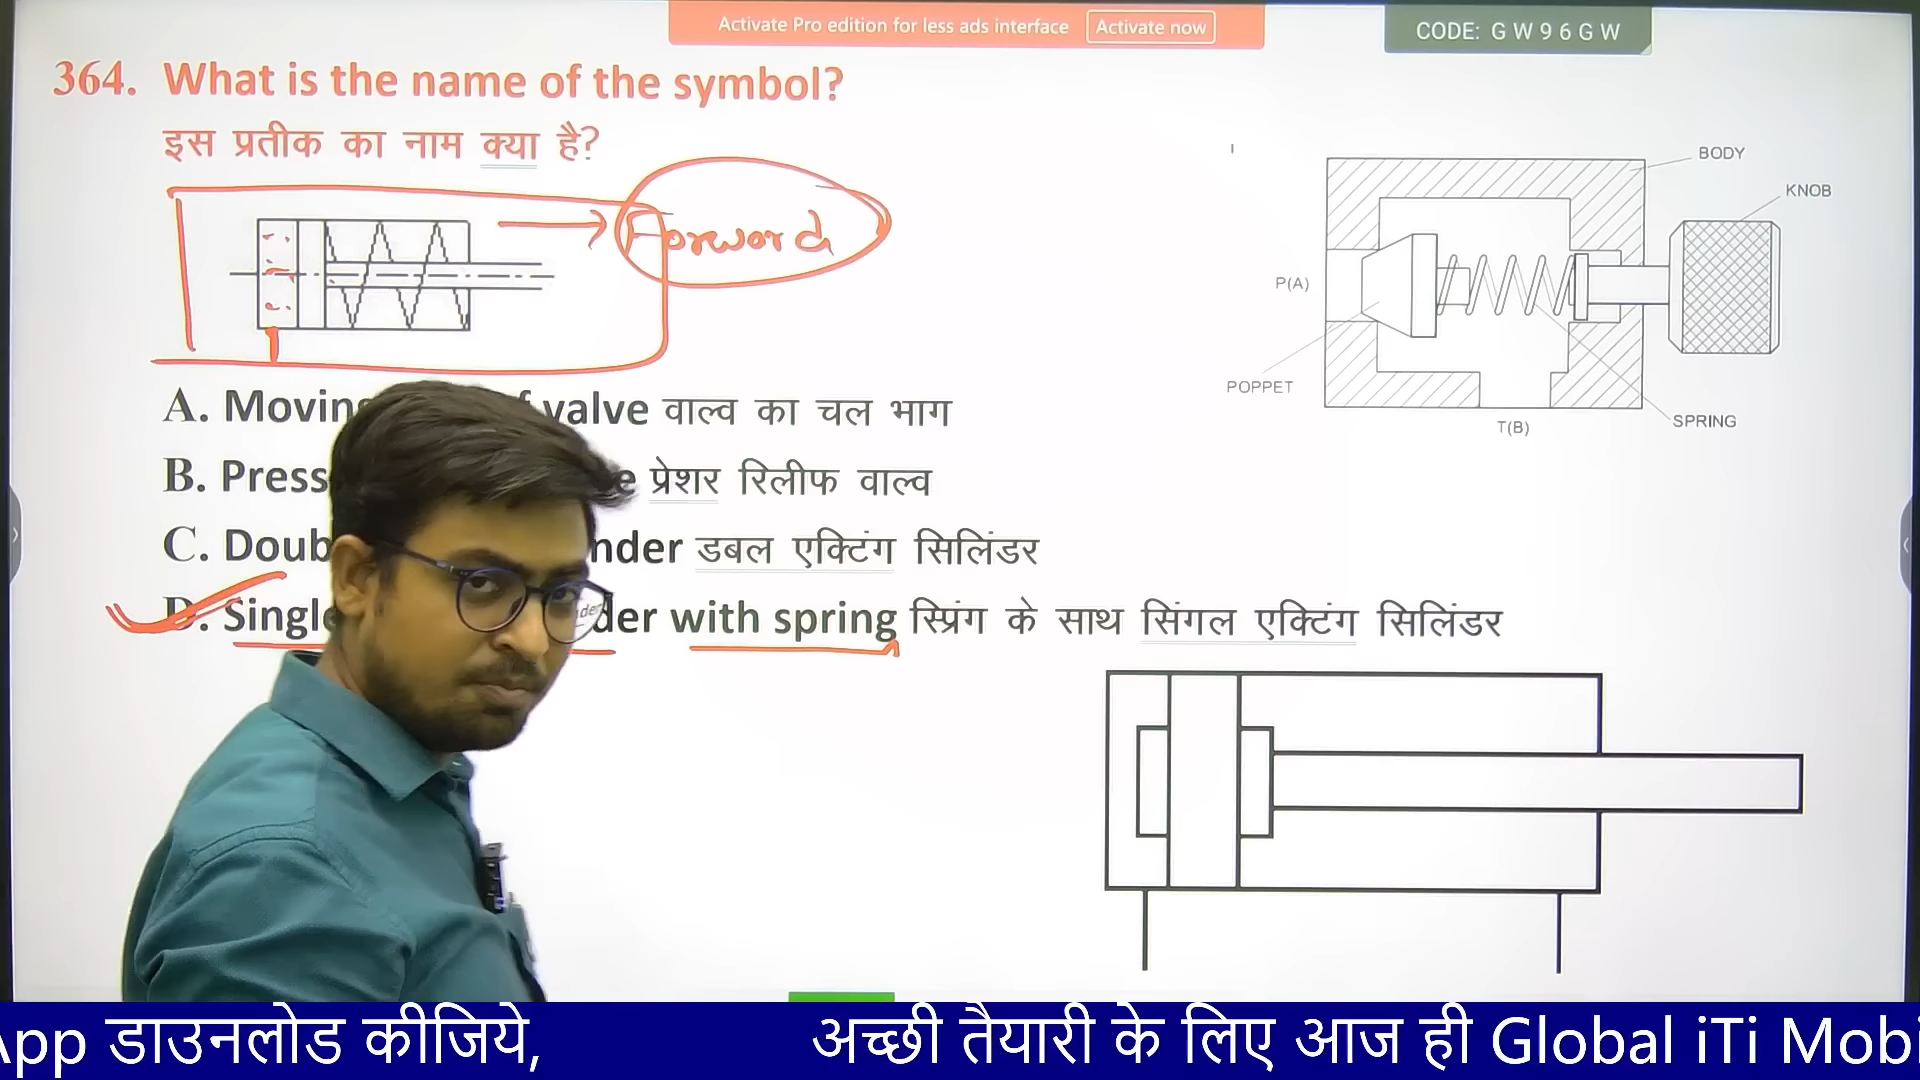 Activate Pro edition for less ads interface Activate now
CODE: G W 9 6 G W
364. What is the name of the symbol?
इस प्रतीक का नाम क्या है?
Forword
A. Moving valve वाल्व का चल भाग
B. Press प्रेशर रिलीफ वाल्व
C. Doub nder डबल एक्टिंग सिलिंडर
D. Single der with spring स्प्रिंग के साथ सिंगल एक्टिंग सिलिंडर
BODY
KNOB
P(A)
POPPET
SPRING
T(B)
App डाउनलोड कीजिये, अच्छी तैयारी के लिए आज ही Global iTi Mobi